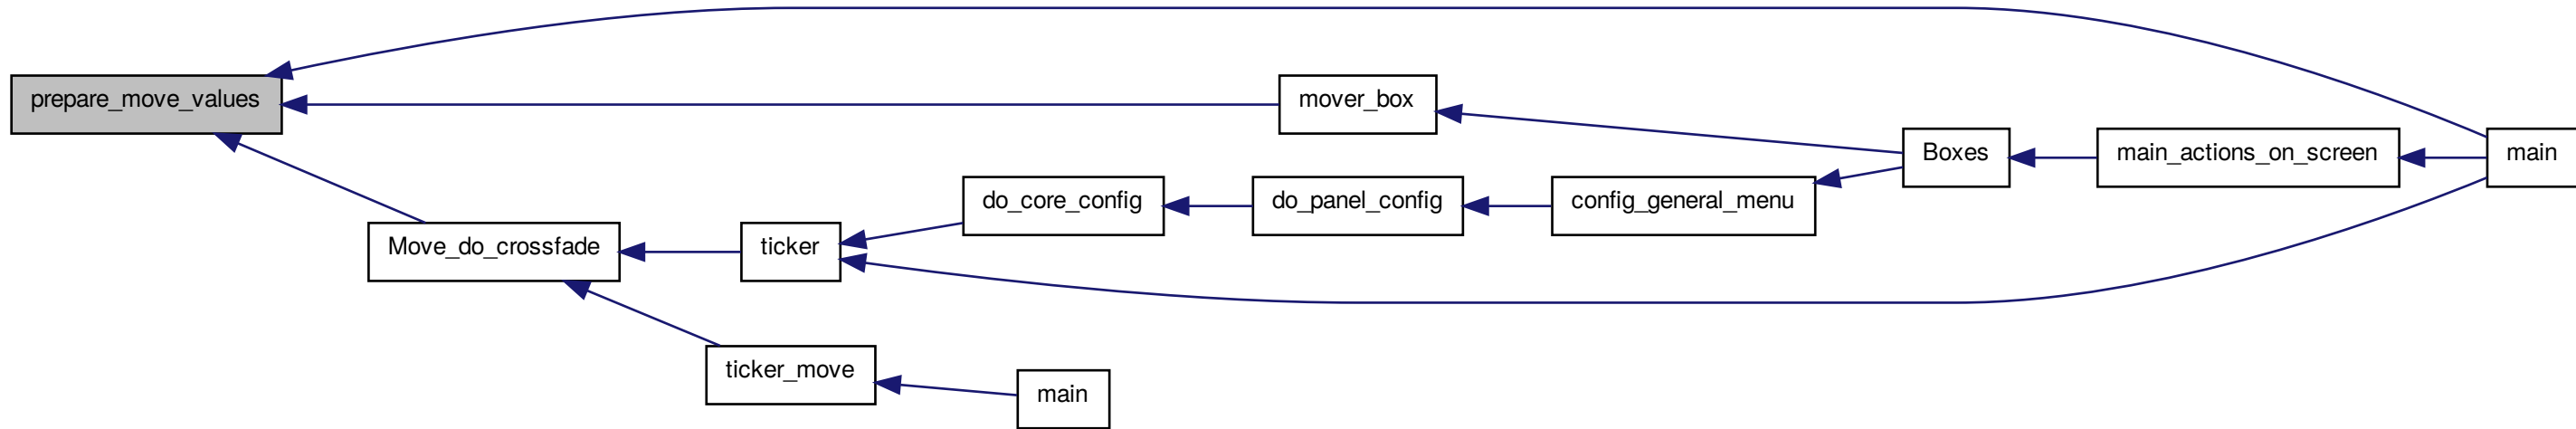 prepare_move_values
mover_box
Boxes
main_actions_on_screen
main
do_core_config
do_panel_config
config_general_menu
Move_do_crossfade
ticker
ticker_move
main